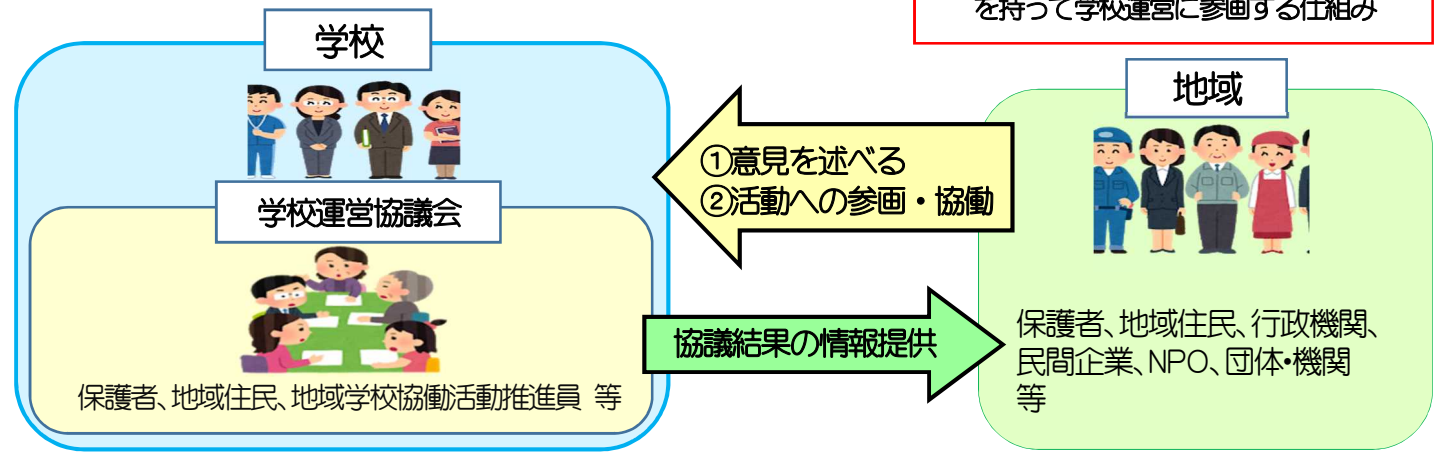 を持って学校運営に参画する仕組み
学校
地域
①意見を述べる
②活動への参画・協働
学校運営協議会
協議結果の情報提供
保護者、地域住民、地域学校協働活動推進員 等
保護者、地域住民、行政機関、
民間企業、NPO、団体・機関
等